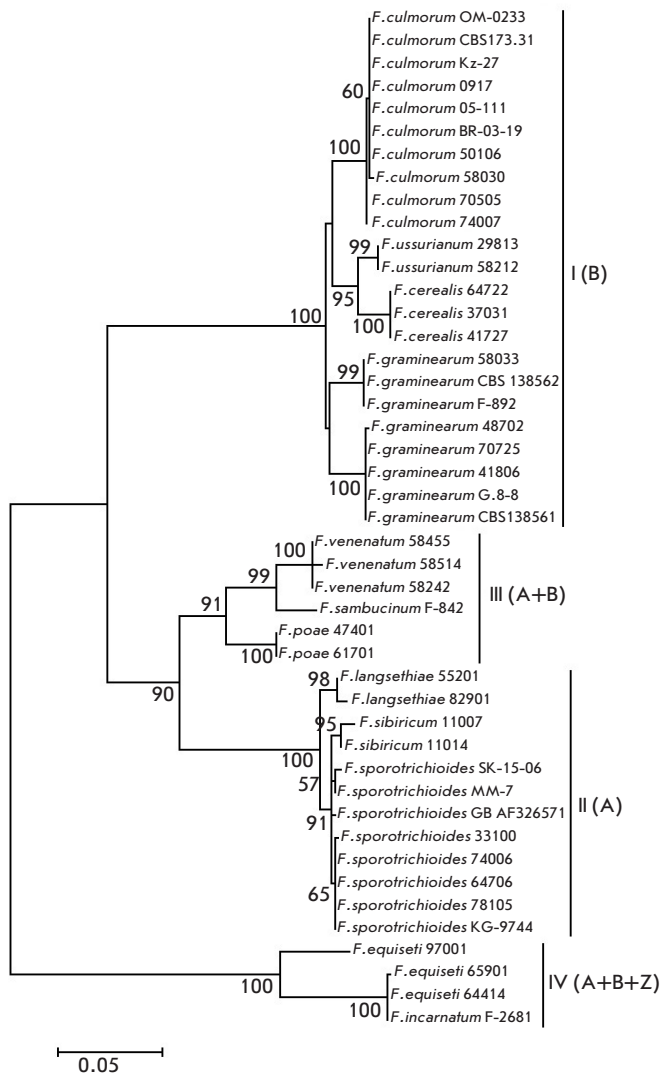 F.culmorum OM-0233
F.culmorum CBS173.31
F.culmorum Kz-27
F.culmorum 0917
60
F.culmorum 05-111
F.culmorum BR-03-19
100
F.culmorum 50106
F.culmorum 58030
F.culmorum 70505
F.culmorum 74007
99
F.ussurianum 29813
F.ussurianum 58212
I (B)
95
F.cerealis 64722
100
F.cerealis 37031
100
F.cerealis 41727
F.graminearum 58033
99
F.graminearum CBS 138562
F.graminearum F-892
F.graminearum 48702
F.graminearum 70725
F.graminearum 41806
100
F.graminearum G.8-8
F.graminearum CBS138561
F.venenatum 58455
100
F.venenatum 58514
99
F.venenatum 58242
III (A+B)
91
F.sambucinum F-842
F.poae 47401
100
F.poae 61701
98
F.langsethiae 55201
90
F.langsethiae 82901
95
F.sibiricum 11007
F.sibiricum 11014
100
F.sporotrichioides SK-15-06
57
F.sporotrichioides MM-7
II (A)
91
F.sporotrichioides GB AF326571
F.sporotrichioides 33100
F.sporotrichioides 74006
F.sporotrichioides 64706
65
F.sporotrichioides 78105
F.sporotrichioides KG-9744
F.equiseti 97001
F.equiseti 65901
IV (A+B+Z)
100
F.equiseti 64414
100
F.incarnatum F-2681
0.05